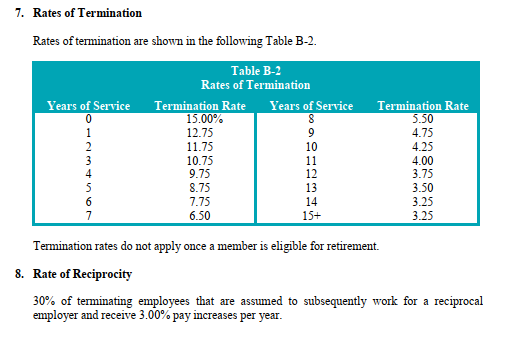 7. Rates of Termination
Rates of termination are shown in the following Table B-2.
Table B-2
Rates of Termination
Years of Service Termination Rate Years of Service Termination Rate
0 15.00% 8 5.50
1 12.75 9 4.75
2 11.75 10 4.25
3 10.75 11 4.00
4 9.75 12 3.75
5 8.75 13 3.50
6 7.75 14 3.25
7 6.50 15+ 3.25
Termination rates do not apply once a member is eligible for retirement.
8. Rate of Reciprocity
30% of terminating employees that are assumed to subsequently work for a reciprocal
employer and receive 3.00% pay increases per year.